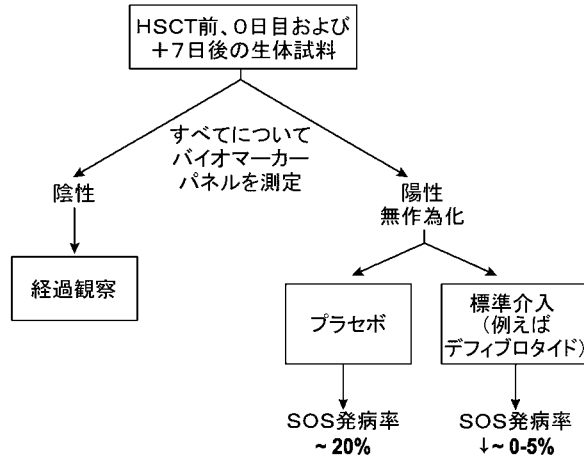 HSCT前、0日目および
+7日後の生体試料
すべてについて
バイオマーカー
パネルを測定
陰性
陽性
無作為化
経過観察
プラセボ
標準介入
(例えば
デフィブロタイド)
SOS発病率
~ 20%
SOS発病率
↓~ 0-5%